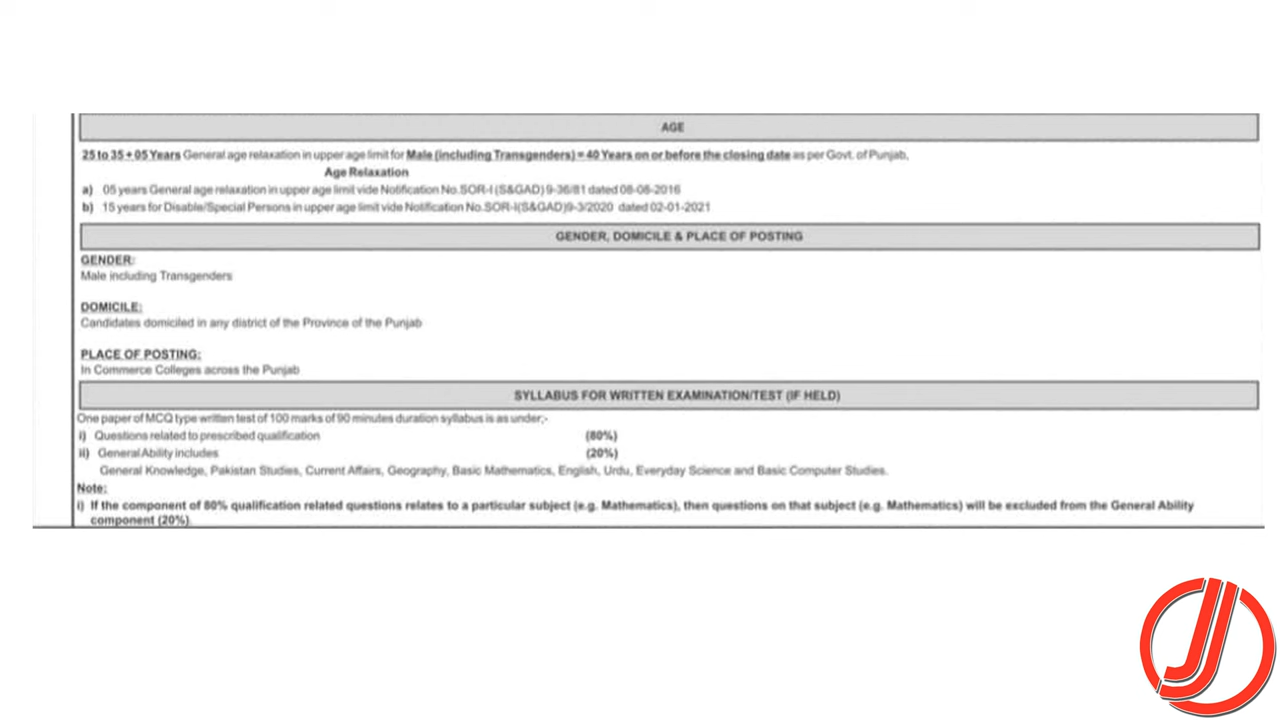 AGE
25 to 35 + 05 Years General age relaxation in upper age limit for Male (including Transgenders) = 40 Years on or before the closing date as per Govt. of Punjab.
Age Relaxation
a) 05 years General age relaxation in upper age limit vide Notification No.SOR-I (S&GAD) 9-36/81 dated 08-08-2016
b) 15 years for Disable/Special Persons in upper age limit vide Notification No.SOR-I(S&GAD)9-3/2020 dated 02-01-2021
GENDER, DOMICILE & PLACE OF POSTING
GENDER:
Male including Transgenders
DOMICILE:
Candidates domiciled in any district of the Province of the Punjab
PLACE OF POSTING:
In Commerce Colleges across the Punjab
SYLLABUS FOR WRITTEN EXAMINATION/TEST (IF HELD)
One paper of MCQ type written test of 100 marks of 90 minutes duration syllabus is as under;-
i) Questions related to prescribed qualification (80%)
ii) General Ability includes (20%)
General Knowledge, Pakistan Studies, Current Affairs, Geography, Basic Mathematics, English, Urdu, Everyday Science and Basic Computer Studies.
Note:
i) If the component of 80% qualification related questions relates to a particular subject (e.g. Mathematics), then questions on that subject (e.g. Mathematics) will be excluded from the General Ability
component (20%).